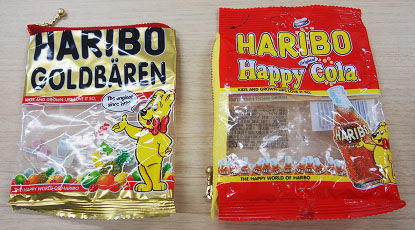 HARIBO
GOLDBÄREN
KIDS AND GROWN-UPS LOVE IT SO,
THE HAPPY WORLD OF HARIBO
HARIBO
Happy Cola
KIDS AND GROWN-UPS LOVE IT SO,
HARIBO
THE HAPPY WORLD OF HARIBO